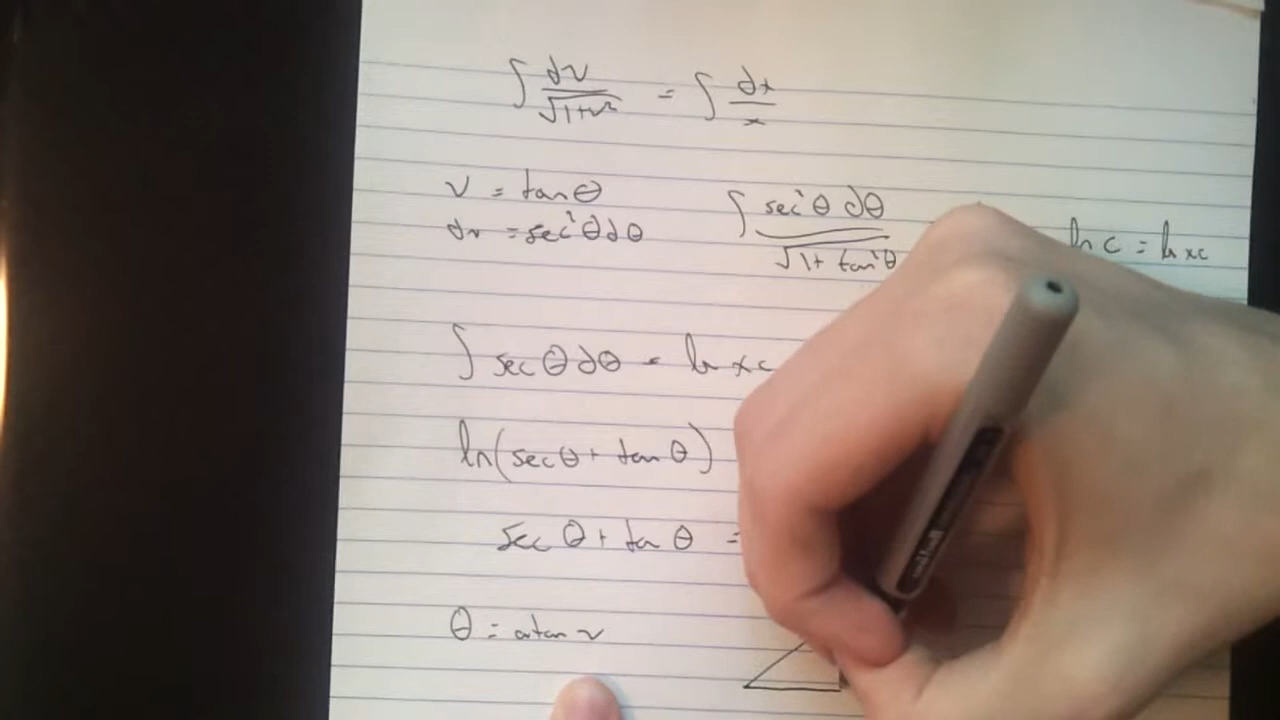 ∫ dv/√(1+v²) = ∫ dx/x
v = tan θ
dv = sec²θ dθ
∫ sec²θ dθ/√(1+ tan²θ ln c = ln xc
∫ sec θ dθ = ln xc
ln(sec θ + tan θ)
sec θ + tan θ =
θ = atan v